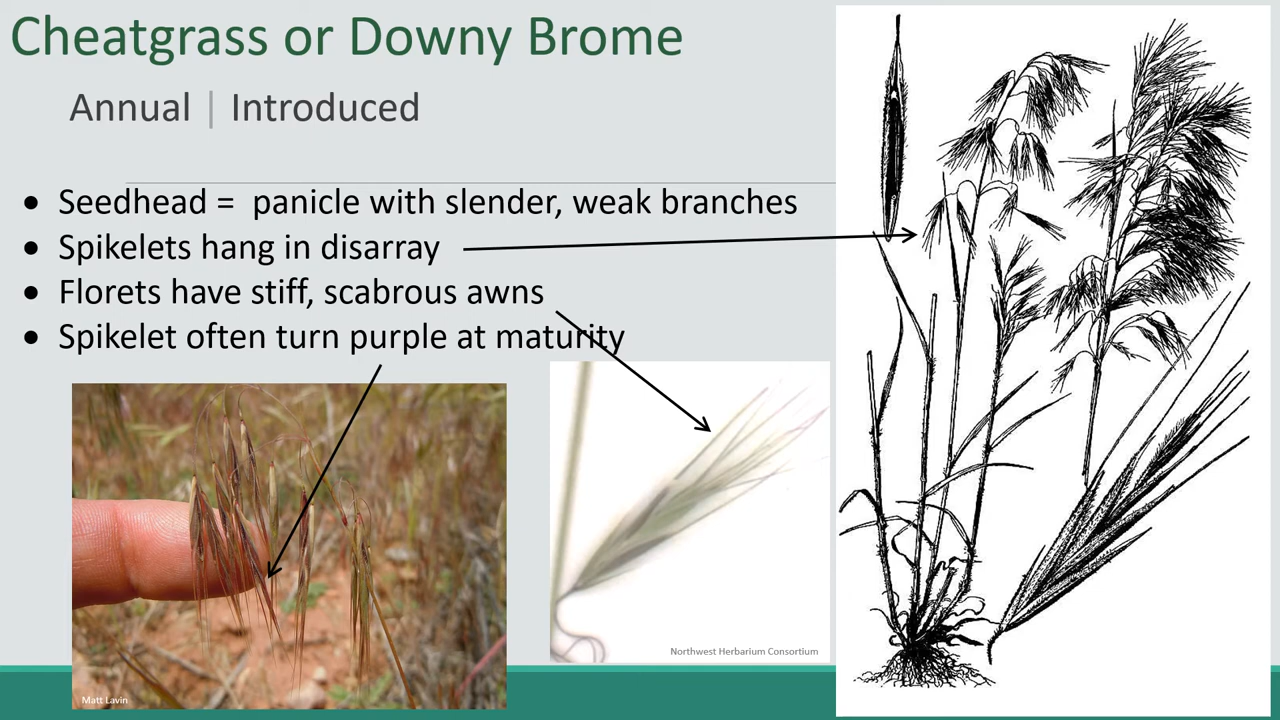 Cheatgrass or Downy Brome
Annual | Introduced
• Seedhead = panicle with slender, weak branches
• Spikelets hang in disarray
• Florets have stiff, scabrous awns
• Spikelet often turn purple at maturity
Northwest Herbarium Consortium
Matt Lavin